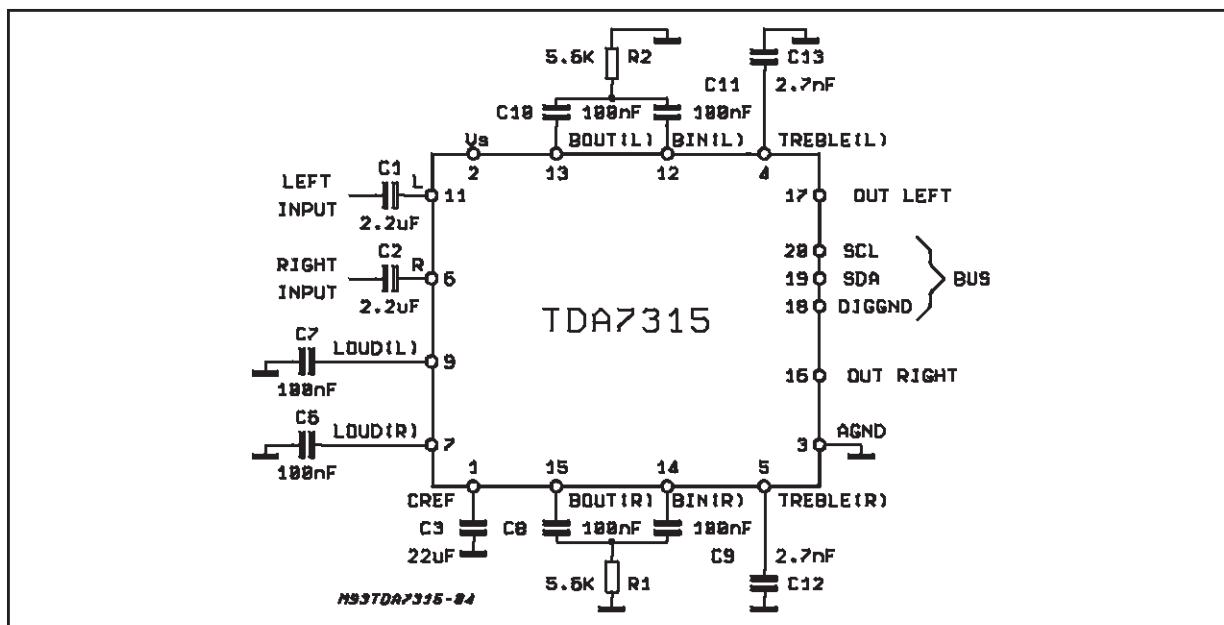 5.6K R2
C13
C11 2.7nF
C10 100nF 100nF
Vs BOUT(L) BIN(L) TREBLE(L)
2 13 12 4
C1 L
LEFT INPUT
11
2.2uF
17 OUT LEFT
C2 R
RIGHT INPUT
6
2.2uF
20 SCL
19 SDA BUS
18 DIGGND
TDA7315
C7 LOUD(L)
9
100nF
16 OUT RIGHT
C6 LOUD(R)
7
100nF
3 AGND
1 15 14 5
CREF BOUT(R) BIN(R) TREBLE(R)
C3 C8 100nF 100nF
22uF C9 2.7nF
5.6K R1 C12
M93TDA7315-04